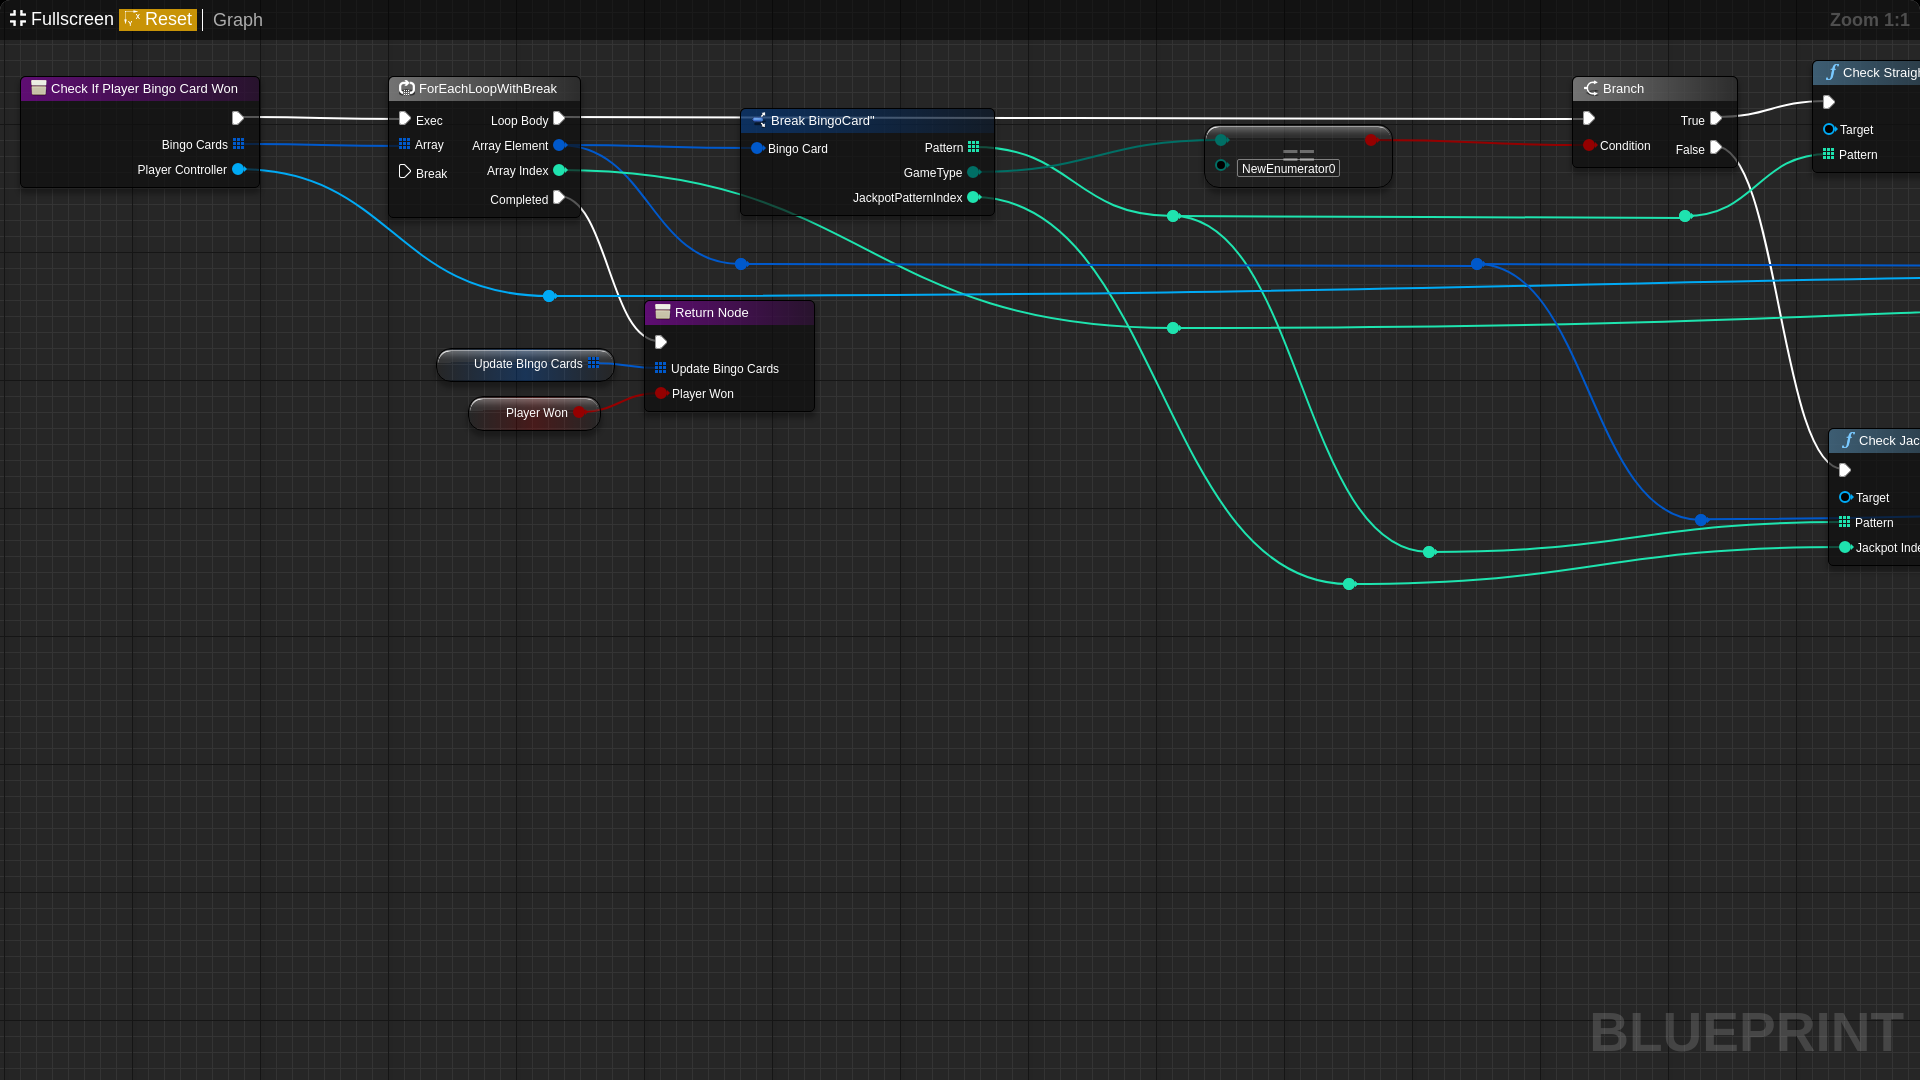 Fullscreen Reset Graph
Zoom 1:1
Check If Player Bingo Card Won
Bingo Cards
Player Controller
ForEachLoopWithBreak
Exec Loop Body
Array Array Element
Array Index
Break
Completed
Break BingoCard"
Bingo Card Pattern
GameType
JackpotPatternIndex
==
NewEnumerator0
Branch
True
Condition
False
Check Straigh
Target
Pattern
Return Node
Update Bingo Cards
Player Won
Update BIngo Cards
Player Won
Check Jac
Target
Pattern
Jackpot Inde
BLUEPRINT